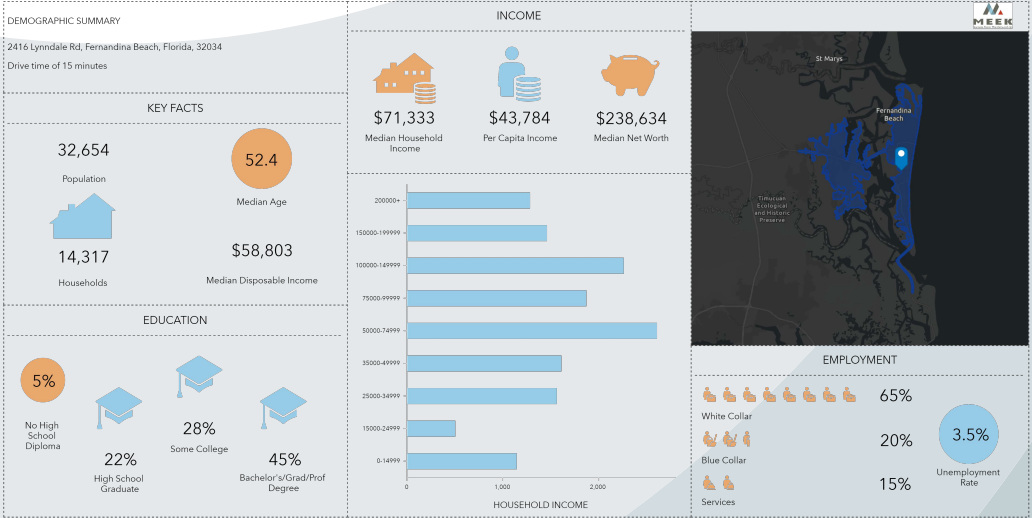 DEMOGRAPHIC SUMMARY
2416 Lynndale Rd, Fernandina Beach, Florida, 32034
Drive time of 15 minutes
KEY FACTS
32,654
Population
52.4
Median Age
14,317
Households
$58,803
Median Disposable Income
EDUCATION
5%
No High
School
Diploma
22%
High School
Graduate
28%
Some College
45%
Bachelor's/Grad/Prof
Degree
INCOME
$71,333
Median Household
Income
$43,784
Per Capita Income
$238,634
Median Net Worth
200000+
150000-199999
100000-149999
75000-99999
50000-74999
35000-49999
25000-34999
15000-24999
0-14999
0
1,000
2,000
HOUSEHOLD INCOME
MEEK
St Marys
Fernandina
Beach
Timucuan
Ecological
and Historic
Preserve
EMPLOYMENT
65%
White Collar
20%
Blue Collar
15%
Services
3.5%
Unemployment
Rate